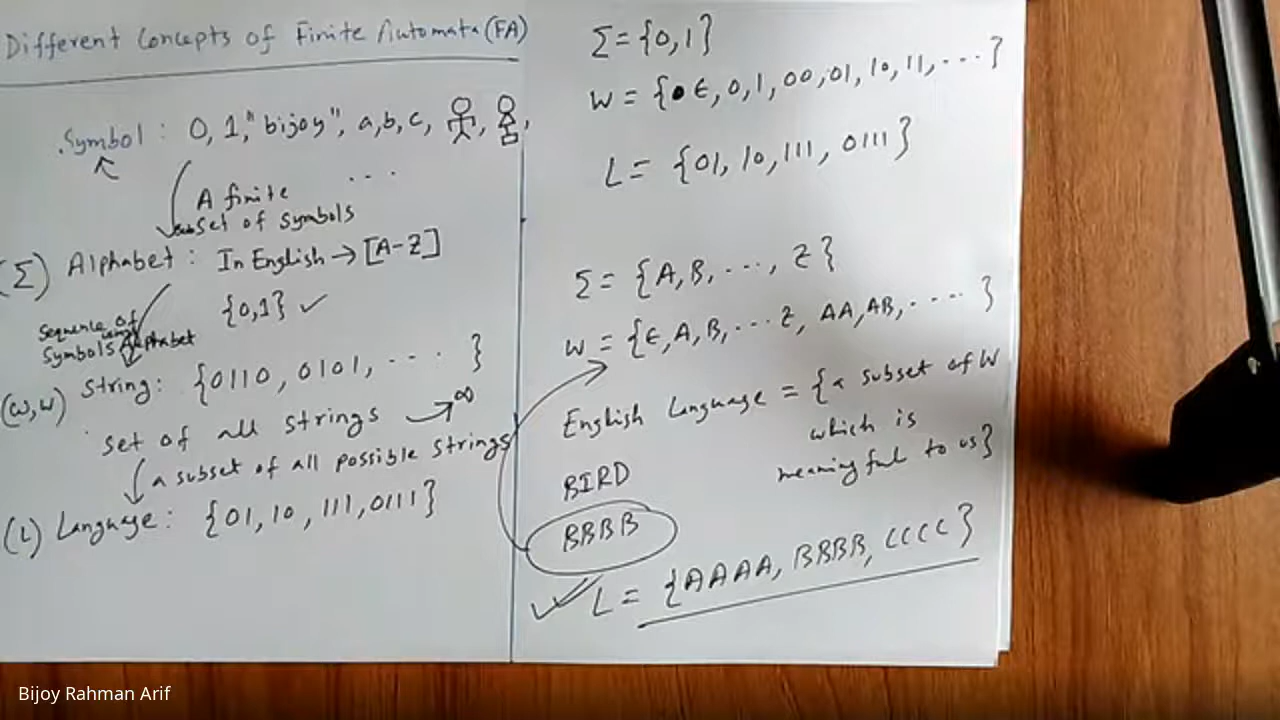 Different Concepts of Finite Automata (FA)
Symbol: 0, 1, "bijoy", a, b, c,
A finite ...
set of symbols
(Σ) Alphabet: In English → [A-Z]
{0,1} ✓
Sequence of
using
Symbols Alphabet
(ω,w) String: {0110, 0101, ... }
set of all strings → ∞
a subset of all possible strings
(L) Language: {01, 10, 111, 0111}
Σ = {0,1}
W = {ϵ, 0, 1, 00, 01, 10, 11, ...}
L = {01, 10, 111, 0111}
Σ = {A, B, ..., Z}
W = {ϵ, A, B, ... Z, AA, AB, .... }
English Language = {a subset of W
which is
meaningful to us}
BIRD
BBBB
L = {AAAA, BBBB, CCCC}
Bijoy Rahman Arif